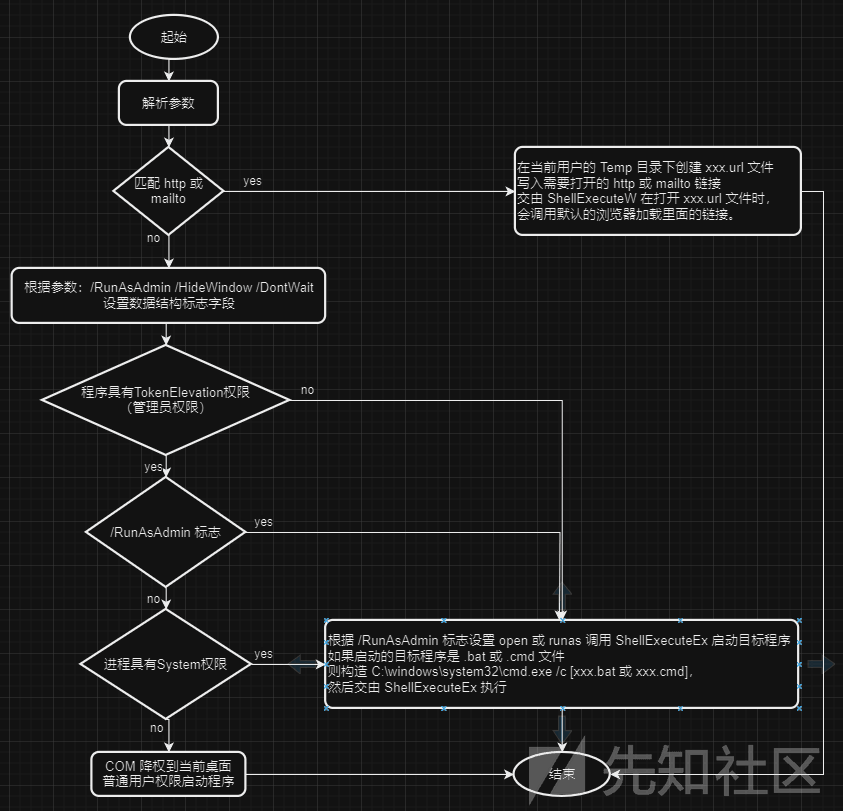 起始
解析参数
匹配 http 或
mailto
yes
在当前用户的 Temp 目录下创建 xxx.url 文件
写入需要打开的 http 或 mailto 链接
交由 ShellExecuteW 在打开 xxx.url 文件时，
会调用默认的浏览器加载里面的链接。
no
根据参数：/RunAsAdmin /HideWindow /DontWait
设置数据结构标志字段
程序具有TokenElevation权限
（管理员权限）
no
yes
/RunAsAdmin 标志
yes
no
进程具有System权限
yes
根据 /RunAsAdmin 标志设置 open 或 runas 调用 ShellExecuteEx 启动目标程序
如果启动的目标程序是 .bat 或 .cmd 文件
则构造 C:\windows\system32\cmd.exe /c [xxx.bat 或 xxx.cmd]，
然后交由 ShellExecuteEx 执行
no
COM 降权到当前桌面
普通用户权限启动程序
结束
先知社区